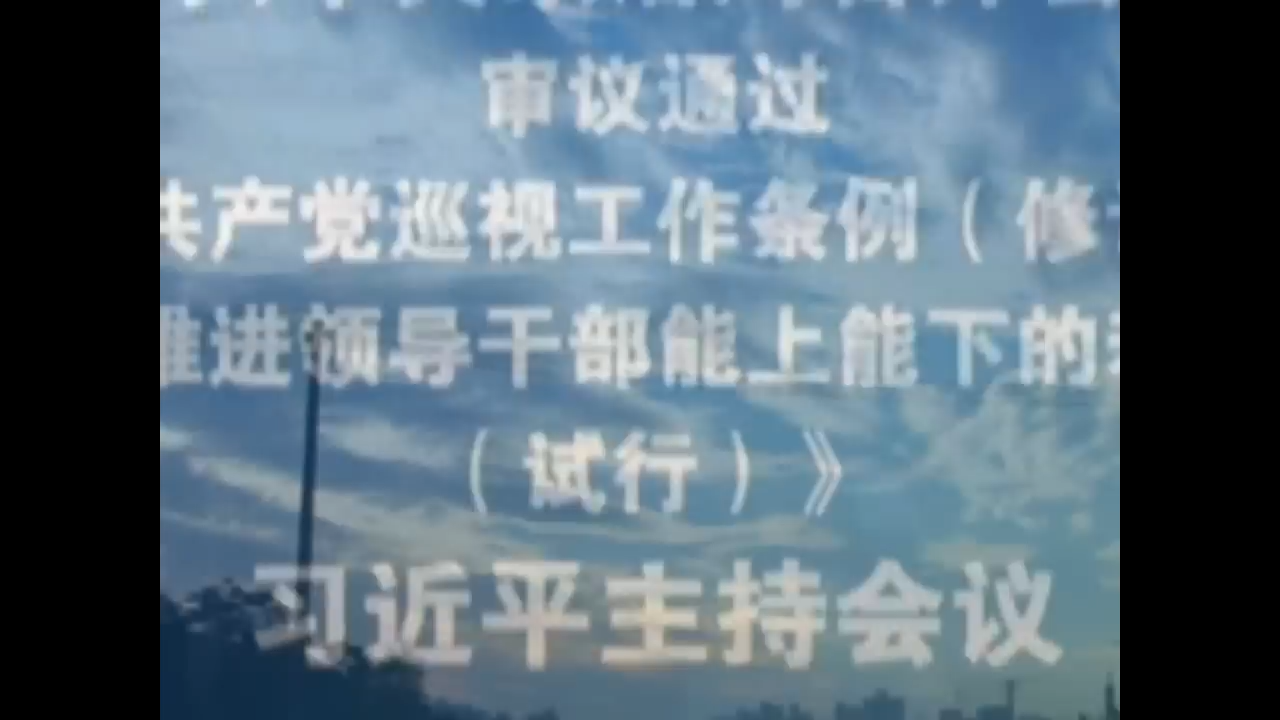 审议通过
共产党巡视工作条例（修
推进领导干部能上能下的
（试行）》
习近平主持会议